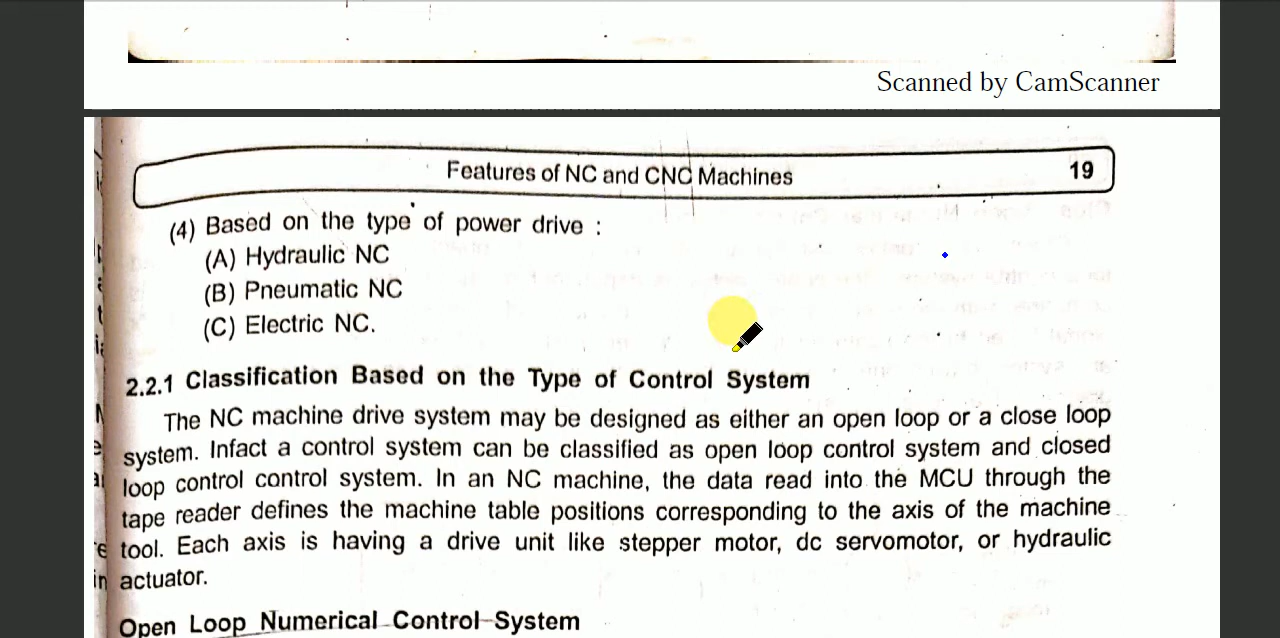 Scanned by CamScanner
Features of NC and CNC Machines 19
(4) Based on the type of power drive :
(A) Hydraulic NC
(B) Pneumatic NC
(C) Electric NC.
2.2.1 Classification Based on the Type of Control System
The NC machine drive system may be designed as either an open loop or a close loop
system. Infact a control system can be classified as open loop control system and closed
loop control control system. In an NC machine, the data read into the MCU through the
tape reader defines the machine table positions corresponding to the axis of the machine
tool. Each axis is having a drive unit like stepper motor, dc servomotor, or hydraulic
actuator.
Open Loop Numerical Control System